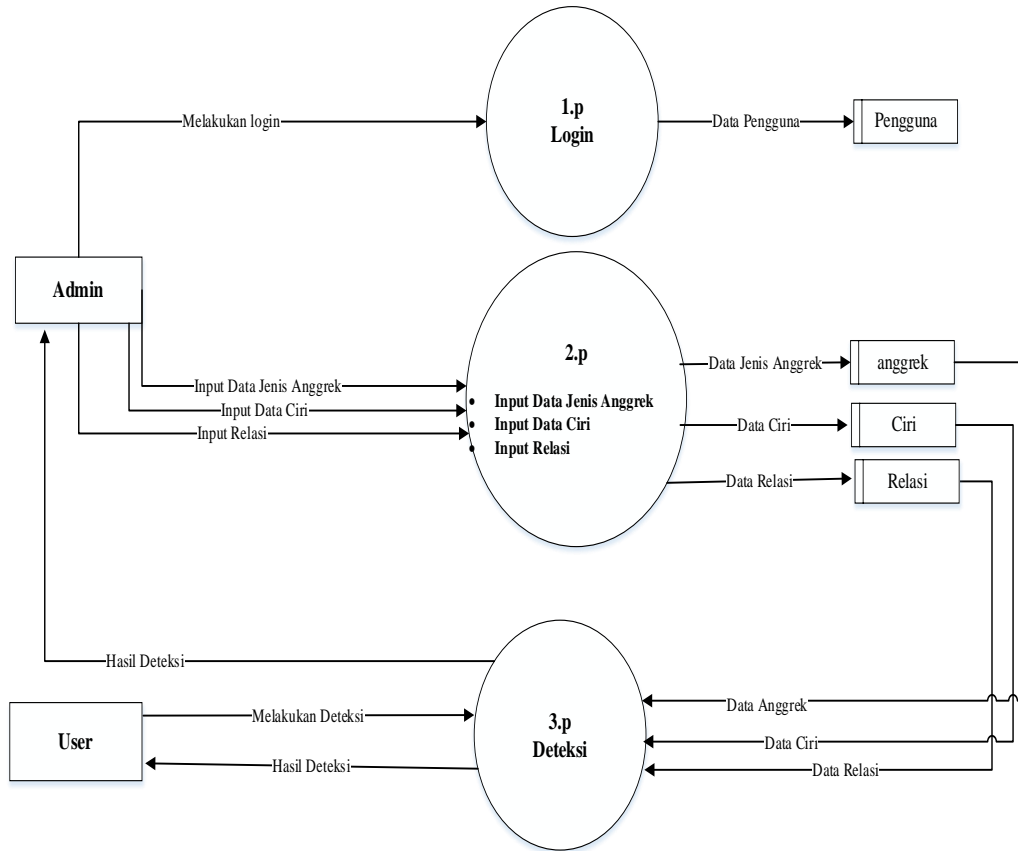 1.p
Login
Melakukan login
Data Pengguna
Pengguna
Admin
2.p
Input Data Jenis Anggrek
Input Data Ciri
Input Relasi
• Input Data Jenis Anggrek
• Input Data Ciri
• Input Relasi
Data Jenis Anggrek
anggrek
Data Ciri
Ciri
Data Relasi
Relasi
Hasil Deteksi
User
Melakukan Deteksi
Hasil Deteksi
3.p
Deteksi
Data Anggrek
Data Ciri
Data Relasi